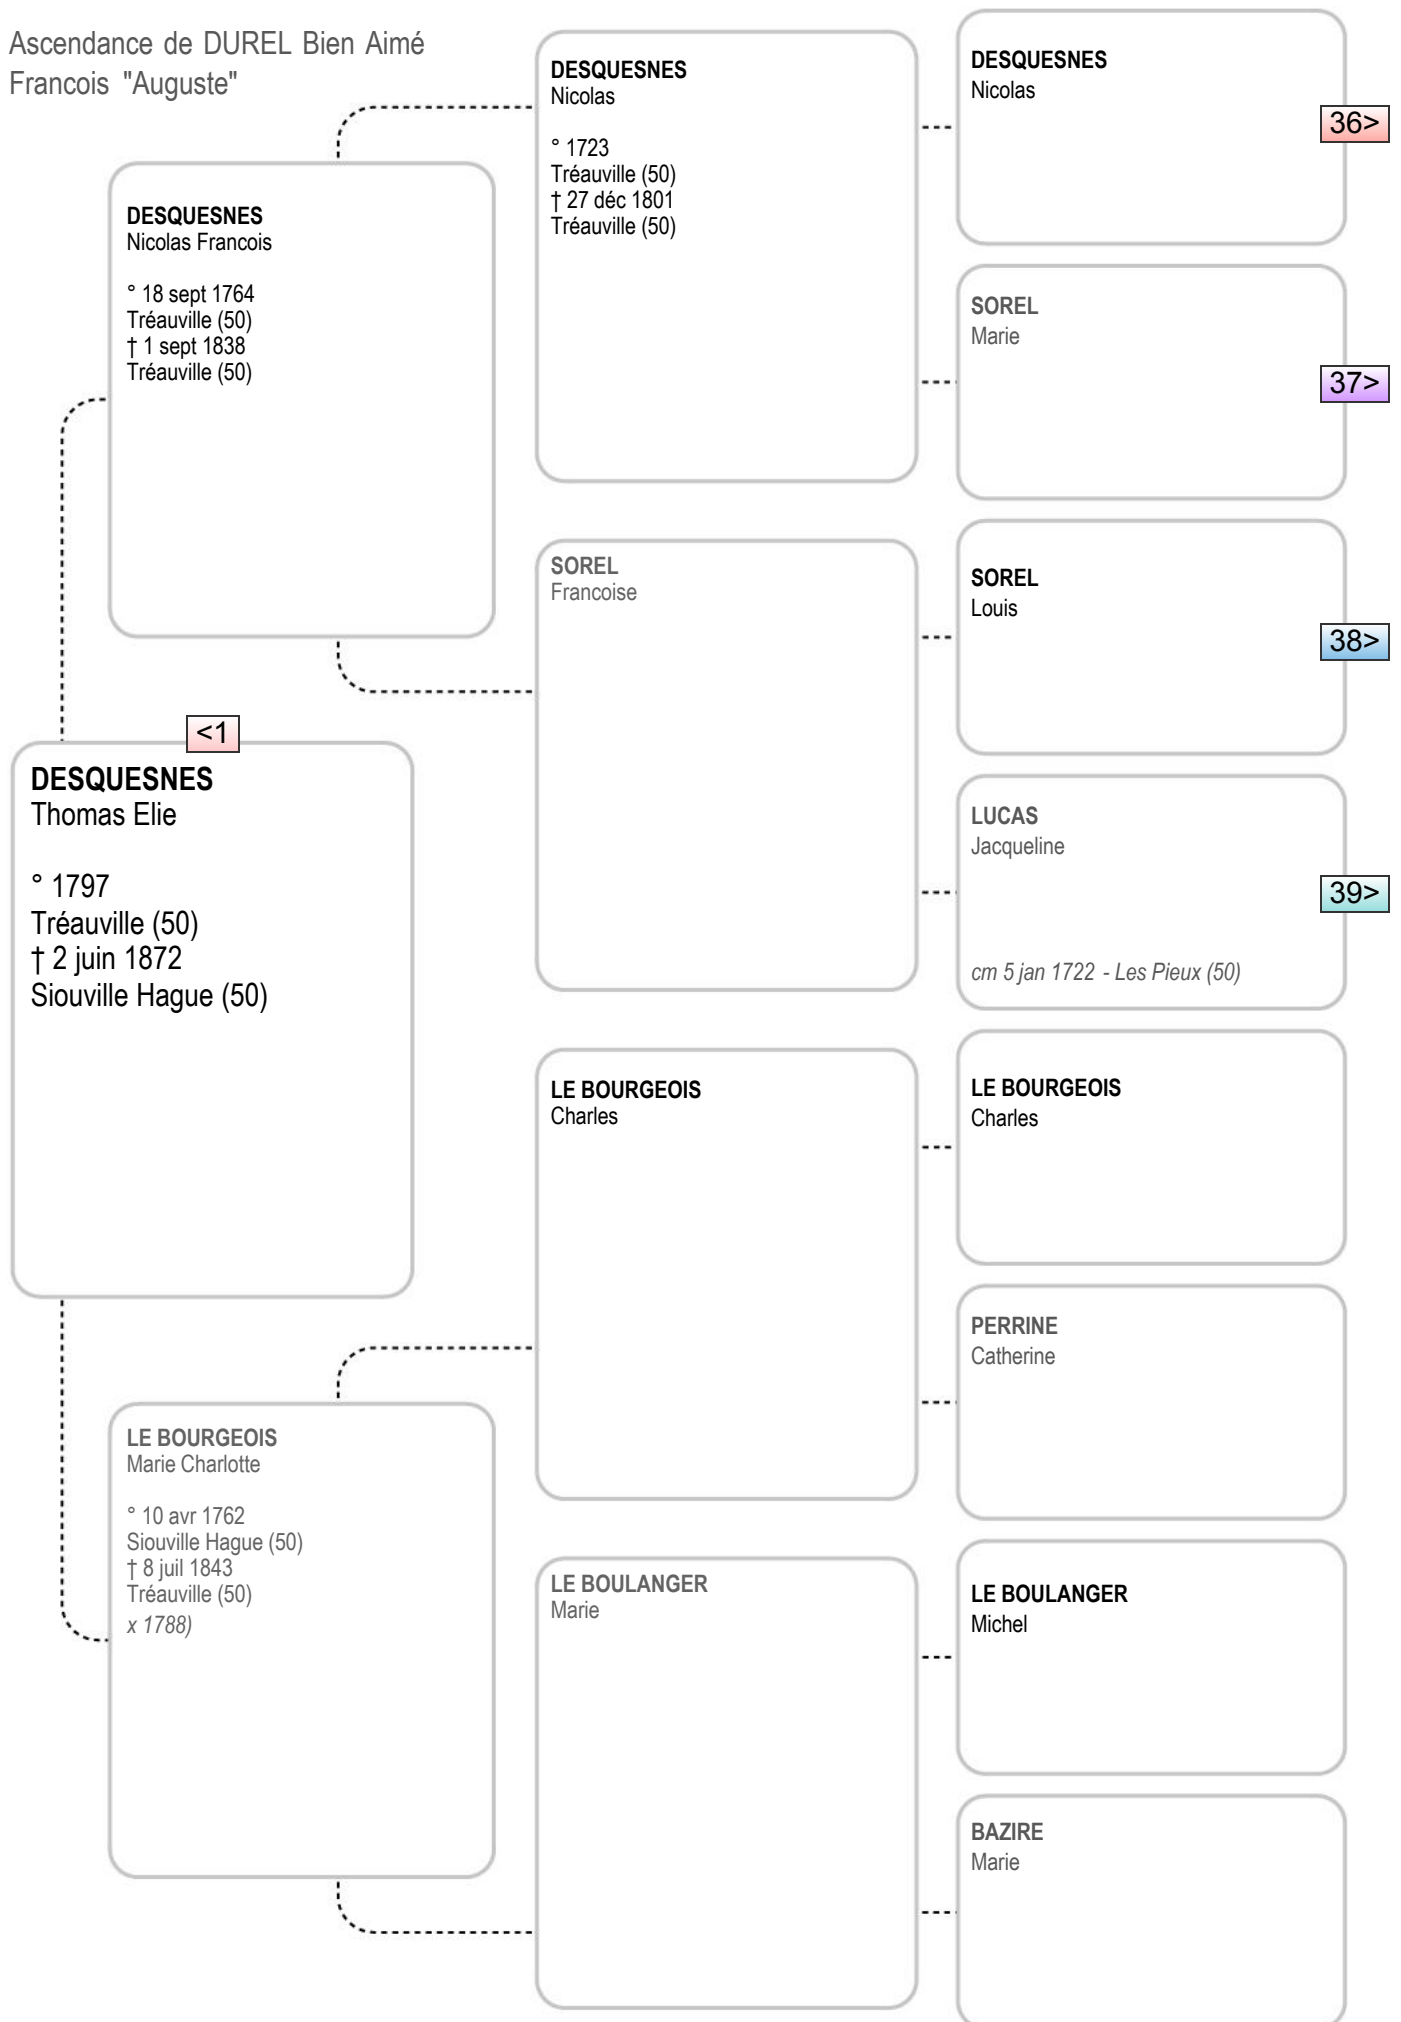 Ascendance de DUREL Bien Aimé
Francois "Auguste"
<1
DESQUESNES
Thomas Elie
° 1797
Tréauville (50)
† 2 juin 1872
Siouville Hague (50)
DESQUESNES
Nicolas Francois
° 18 sept 1764
Tréauville (50)
† 1 sept 1838
Tréauville (50)
LE BOURGEOIS
Marie Charlotte
° 10 avr 1762
Siouville Hague (50)
† 8 juil 1843
Tréauville (50)
x 1788)
DESQUESNES
Nicolas
° 1723
Tréauville (50)
† 27 déc 1801
Tréauville (50)
SOREL
Francoise
LE BOURGEOIS
Charles
LE BOULANGER
Marie
DESQUESNES
Nicolas
36>
SOREL
Marie
37>
SOREL
Louis
38>
LUCAS
Jacqueline
39>
cm 5 jan 1722 - Les Pieux (50)
LE BOURGEOIS
Charles
PERRINE
Catherine
LE BOULANGER
Michel
BAZIRE
Marie